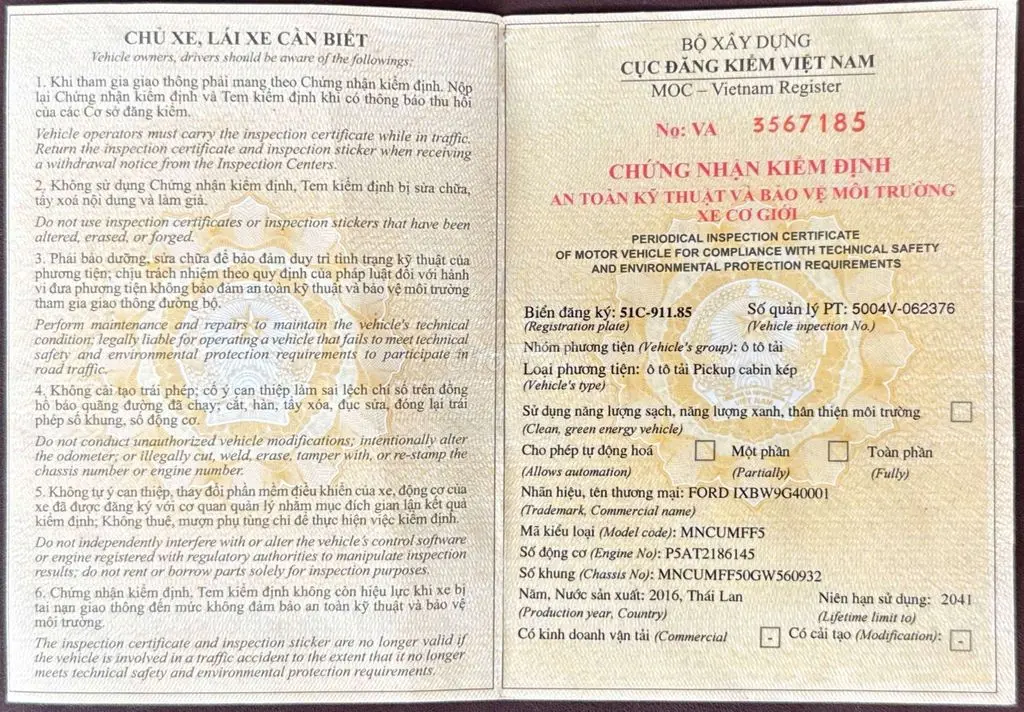 CHỦ XE, LÁI XE CẦN BIẾT
Vehicle owners, drivers should be aware of the followings;
1. Khi tham gia giao thông phải mang theo Chứng nhận kiểm định. Nộp
lại Chứng nhận kiểm định và Tem kiểm định khi có thông báo thu hồi
của các Cơ sở đăng kiểm.
Vehicle operators must carry the inspection certificate while in traffic.
Return the inspection certificate and inspection sticker when receiving
a withdrawal notice from the Inspection Centers.
2. Không sử dụng Chứng nhận kiểm định, Tem kiểm định bị sửa chữa,
tẩy xoá nội dung và làm giả.
Do not use inspection certificates or inspection stickers that have been
altered, erased, or forged.
3. Phải bảo dưỡng, sửa chữa để bảo đảm duy trì tình trạng kỹ thuật của
phương tiện; chịu trách nhiệm theo quy định của pháp luật đối với hành
vi đưa phương tiện không bảo đảm an toàn kỹ thuật và bảo vệ môi trường
tham gia giao thông đường bộ.
Perform maintenance and repairs to maintain the vehicle's technical
condition; legally liable for operating a vehicle that fails to meet technical
safety and environmental protection requirements to participate in
road traffic.
4. Không cải tạo trái phép; cố ý can thiệp làm sai lệch chỉ số trên đồng
hồ báo quãng đường đã chạy; cắt, hàn, tẩy xóa, đục sửa, đóng lại trái
phép số khung, số động cơ.
Do not conduct unauthorized vehicle modifications; intentionally alter
the odometer; or illegally cut, weld, erase, tamper with, or re-stamp the
chassis number or engine number.
5. Không tự ý can thiệp, thay đổi phần mềm điều khiển của xe, động cơ của
xe đã được đăng ký với cơ quan quản lý nhằm mục đích gian lận kết quả
kiểm định; Không thuê, mượn phụ tùng chỉ để thực hiện việc kiểm định.
Do not independently interfere with or alter the vehicle's control software
or engine registered with regulatory authorities to manipulate inspection
results; do not rent or borrow parts solely for inspection purposes.
6. Chứng nhận kiểm định. Tem kiểm định không còn hiệu lực khi xe bị
tai nạn giao thông đến mức không đảm bảo an toàn kỹ thuật và bảo vệ
môi trường.
The inspection certificate and inspection sticker are no longer valid if
the vehicle is involved in a traffic accident to the extent that it no longer
meets technical safety and environmental protection requirements.
BỘ XÂY DỰNG
CỤC ĐĂNG KIỂM VIỆT NAM
MOC – Vietnam Register
No: VA 3567185
CHỨNG NHẬN KIỂM ĐỊNH
AN TOÀN KỸ THUẬT VÀ BẢO VỆ MÔI TRƯỜNG
XE CƠ GIỚI
PERIODICAL INSPECTION CERTIFICATE
OF MOTOR VEHICLE FOR COMPLIANCE WITH TECHNICAL SAFETY
AND ENVIRONMENTAL PROTECTION REQUIREMENTS
Biển đăng ký: 51C-911.85 Số quản lý PT: 5004V-062376
(Registration plate) (Vehicle inpection No.)
Nhóm phương tiện (Vehicle's group): ô tô tải
Loại phương tiện: ô tô tải Pickup cabin kép
(Vehicle's type)
Sử dụng năng lượng sạch, năng lượng xanh, thân thiện môi trường
(Clean, green energy vehicle)
Cho phép tự động hoá Một phần Toàn phần
(Allows automation) (Partially) (Fully)
Nhãn hiệu, tên thương mại: FORD IXBW9G40001
(Trademark, Commercial name)
Mã kiểu loại (Model code): MNCUMFF5
Số động cơ (Engine No): P5AT2186145
Số khung (Chassis No): MNCUMFF50GW560932
Năm, Nước sản xuất: 2016, Thái Lan Niên hạn sử dụng: 2041
(Production year, Country) (Lifetime limit to)
Có kinh doanh vận tải (Commercial - Có cải tạo (Modification): -